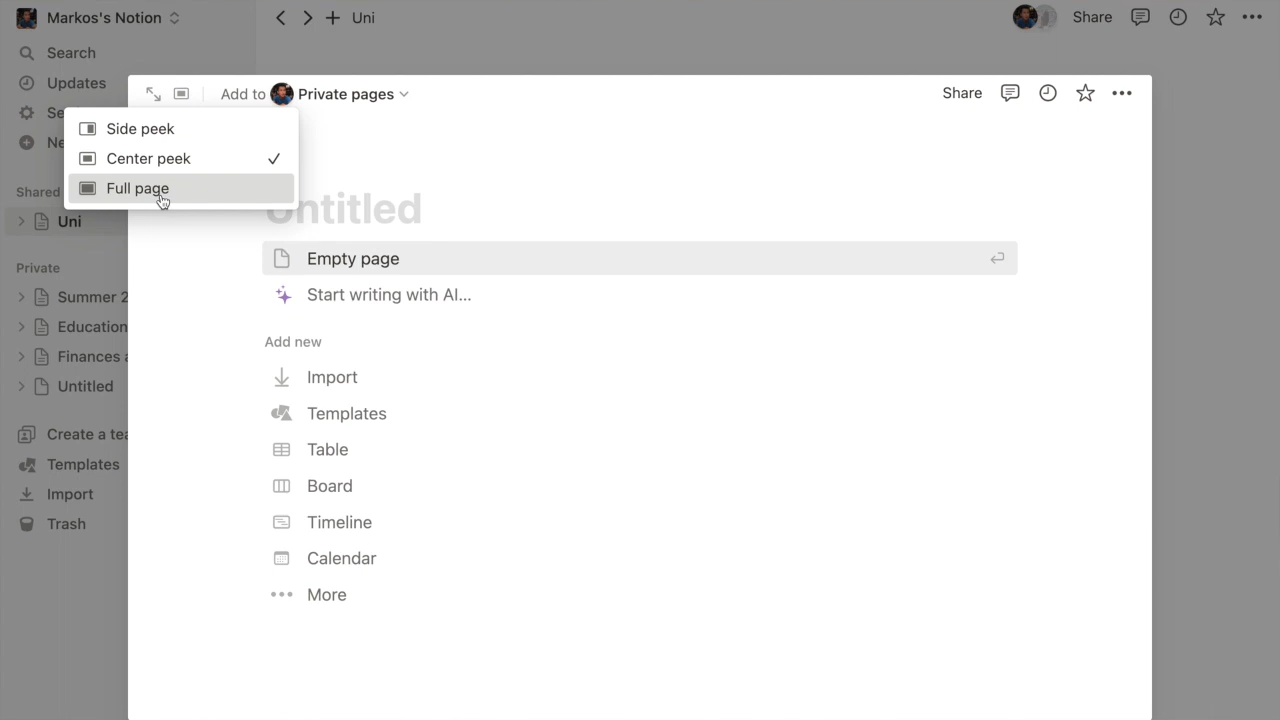 Markos's Notion
Uni
Share
Search
Updates
Se
Ne
Shared
Uni
Private
Summer 2
Education
Finances a
Untitled
Create a tea
Templates
Import
Trash
Add to Private pages
Share
Side peek
Center peek
Full page
Untitled
Empty page
Start writing with AI...
Add new
Import
Templates
Table
Board
Timeline
Calendar
More